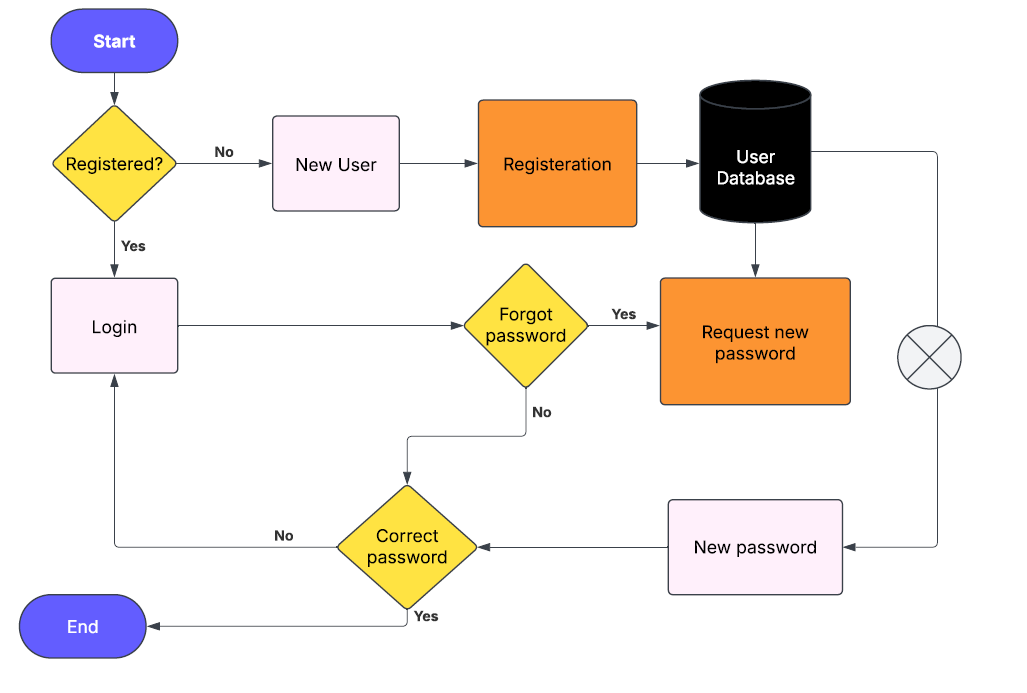 Start
Registered?
No
New User
Registeration
User
Database
Yes
Login
Forgot
password
Yes
Request new
password
No
Correct
password
No
New password
Yes
End